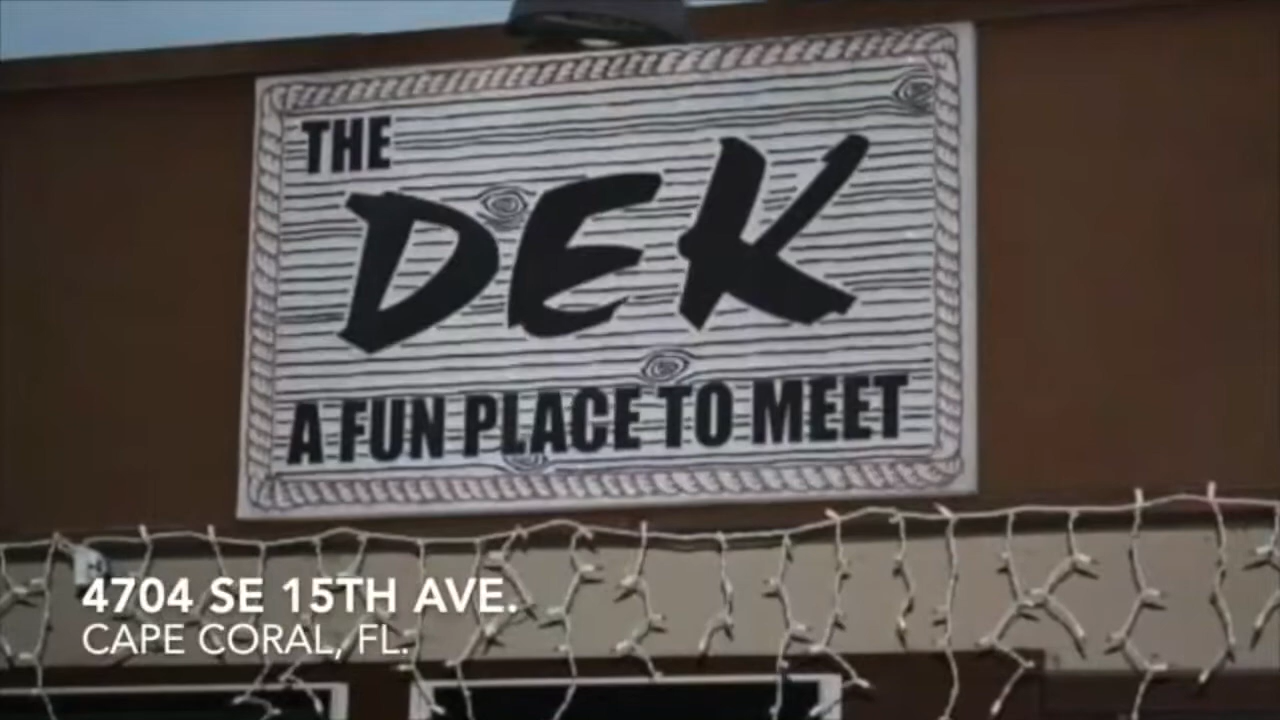 THE
DEK
A FUN PLACE TO MEET
4704 SE 15TH AVE.
CAPE CORAL, FL.